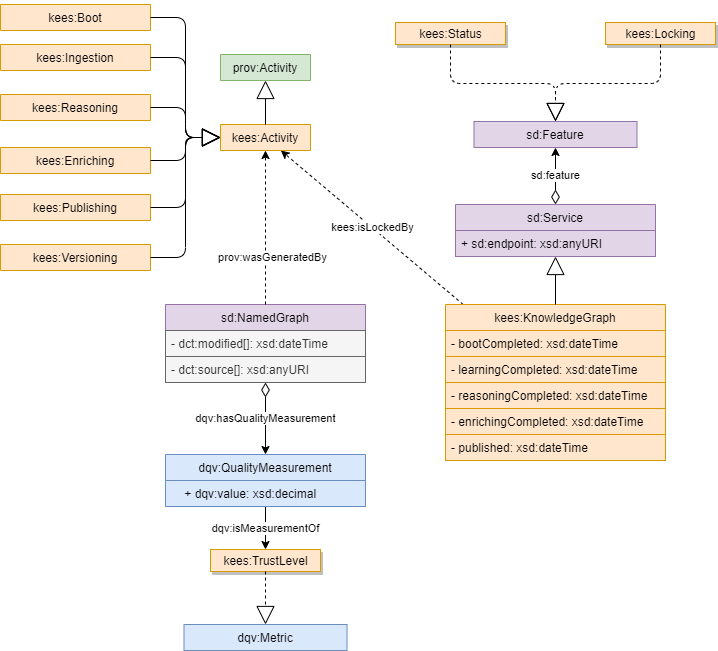 kees:Boot
kees:Status
kees:Locking
kees:Ingestion
prov:Activity
kees:Reasoning
kees:Activity
sd:Feature
kees:Enriching
sd:feature
kees:Publishing
sd:Service
kees:isLockedBy
+ sd:endpoint: xsd:anyURI
kees:Versioning
prov:wasGeneratedBy
sd:NamedGraph
- dct:modified[]: xsd:dateTime
- dct:source[]: xsd:anyURI
kees:KnowledgeGraph
- bootCompleted: xsd:dateTime
- learningCompleted: xsd:dateTime
- reasoningCompleted: xsd:dateTime
- enrichingCompleted: xsd:dateTime
- published: xsd:dateTime
dqv:hasQualityMeasurement
dqv:QualityMeasurement
+ dqv:value: xsd:decimal
dqv:isMeasurementOf
kees:TrustLevel
dqv:Metric